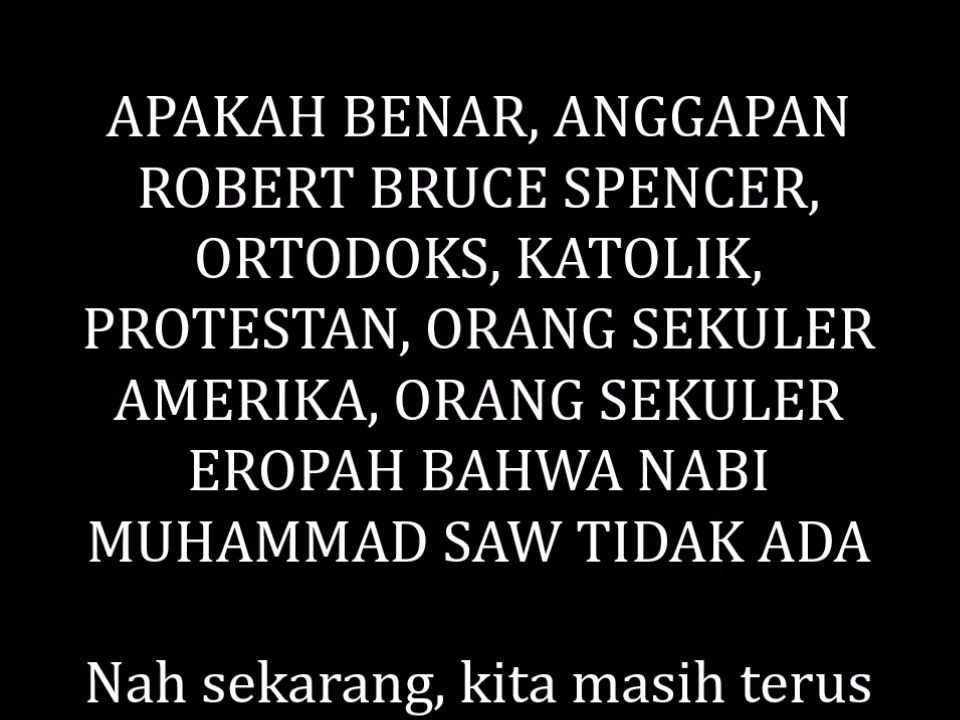 APAKAH BENAR, ANGGAPAN
ROBERT BRUCE SPENCER,
ORTODOKS, KATOLIK,
PROTESTAN, ORANG SEKULER
AMERIKA, ORANG SEKULER
EROPAH BAHWA NABI
MUHAMMAD SAW TIDAK ADA
Nah sekarang, kita masih terus